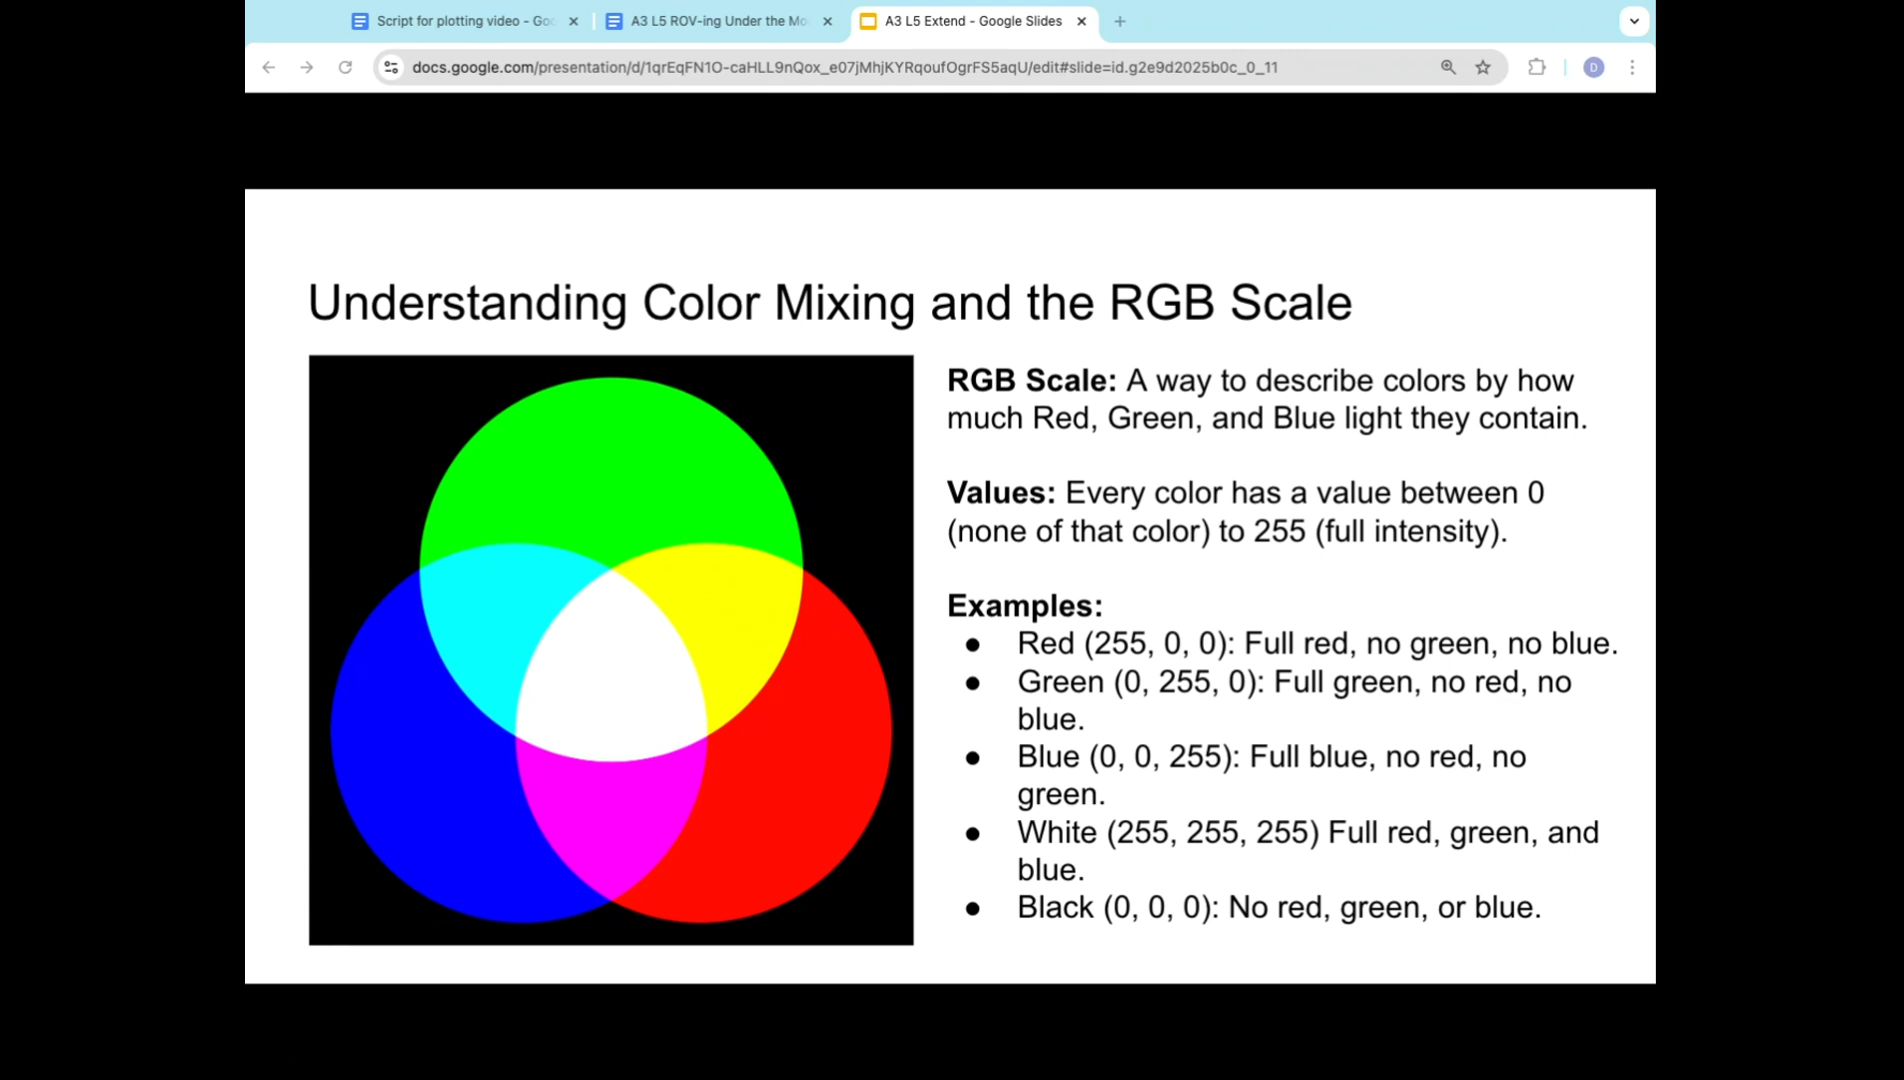 Script for plotting video - Goo
A3 L5 ROV-ing Under the Mo
A3 L5 Extend - Google Slides
docs.google.com/presentation/d/1qrEqFN1O-caHLL9nQox_e07jMhjKYRqoufOgrFS5aqU/edit#slide=id.g2e9d2025b0c_0_11
D
Understanding Color Mixing and the RGB Scale
RGB Scale: A way to describe colors by how
much Red, Green, and Blue light they contain.
Values: Every color has a value between 0
(none of that color) to 255 (full intensity).
Examples:
● Red (255, 0, 0): Full red, no green, no blue.
● Green (0, 255, 0): Full green, no red, no
blue.
● Blue (0, 0, 255): Full blue, no red, no
green.
● White (255, 255, 255) Full red, green, and
blue.
● Black (0, 0, 0): No red, green, or blue.